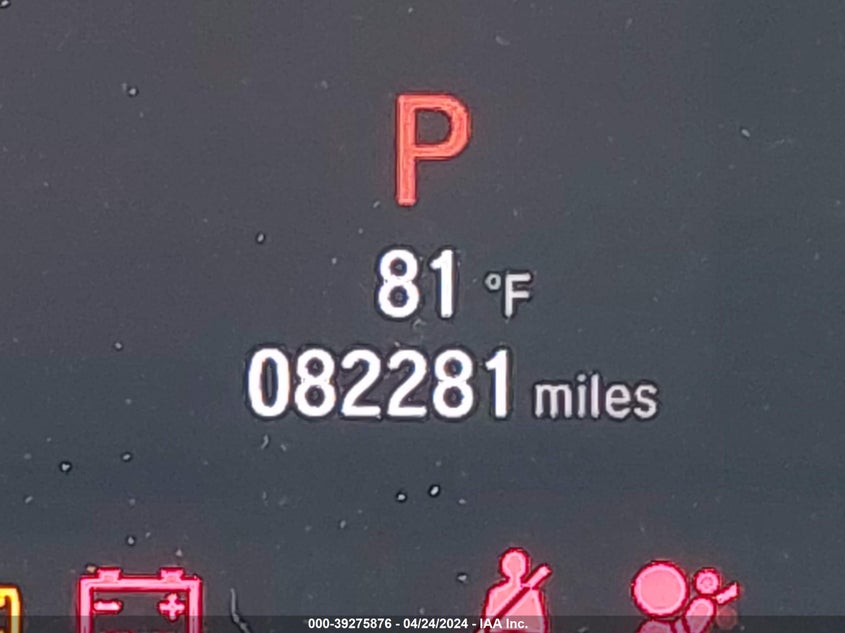 P
81 °F
082281 miles
000-39275876 - 04/24/2024 - IAA Inc.